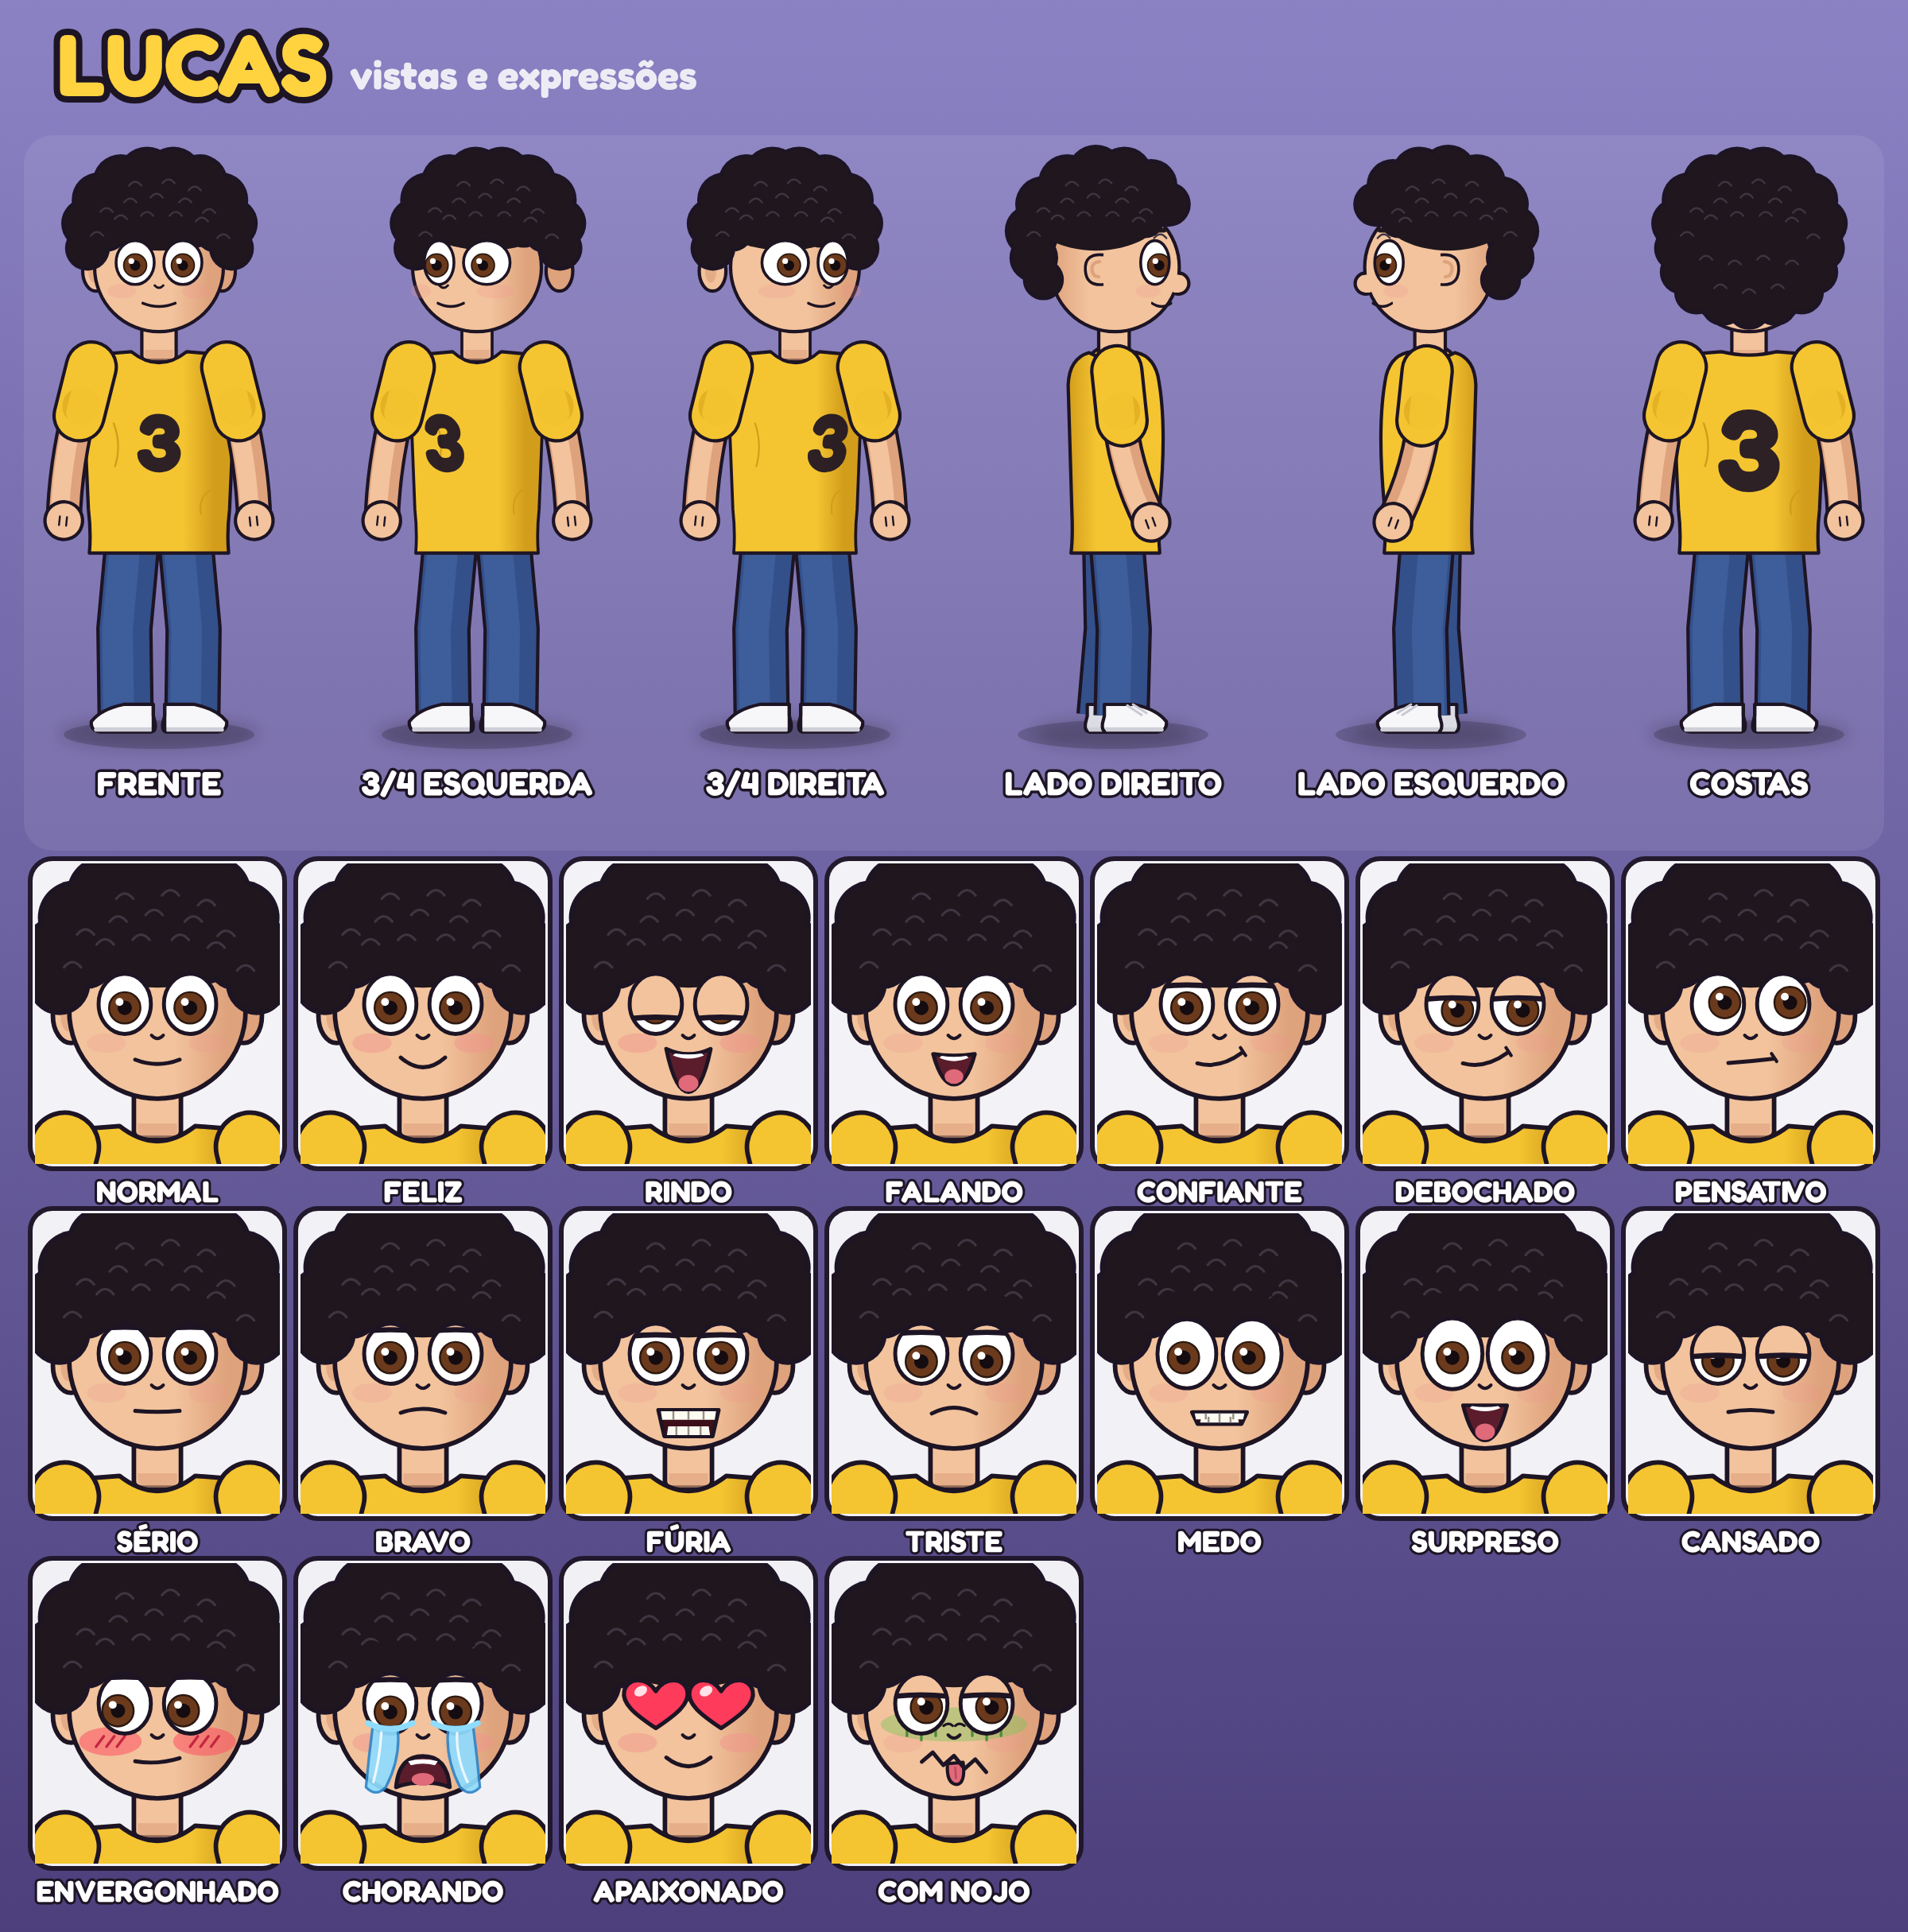 LUCAS vistas e expressões
3 3 3 3
FRENTE 3/4 ESQUERDA 3/4 DIREITA LADO DIREITO LADO ESQUERDO COSTAS
NORMAL FELIZ RINDO FALANDO CONFIANTE DEBOCHADO PENSATIVO
SÉRIO BRAVO FÚRIA TRISTE MEDO SURPRESO CANSADO
ENVERGONHADO CHORANDO APAIXONADO COM NOJO